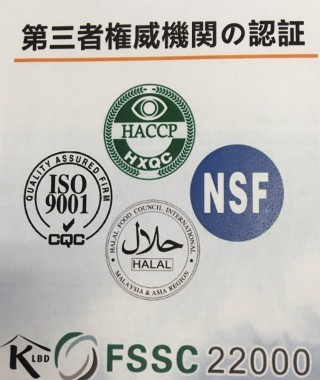 第三者権威機関の認証
HACCP
HXQC
QUALITY ASSURED FIRM
ISO
9001
CQC
NSF
HALAL FOOD COUNCIL INTERNATIONAL
حلال
HALAL
MALAYSIA & ASIA REGION
K LBD
FSSC 22000